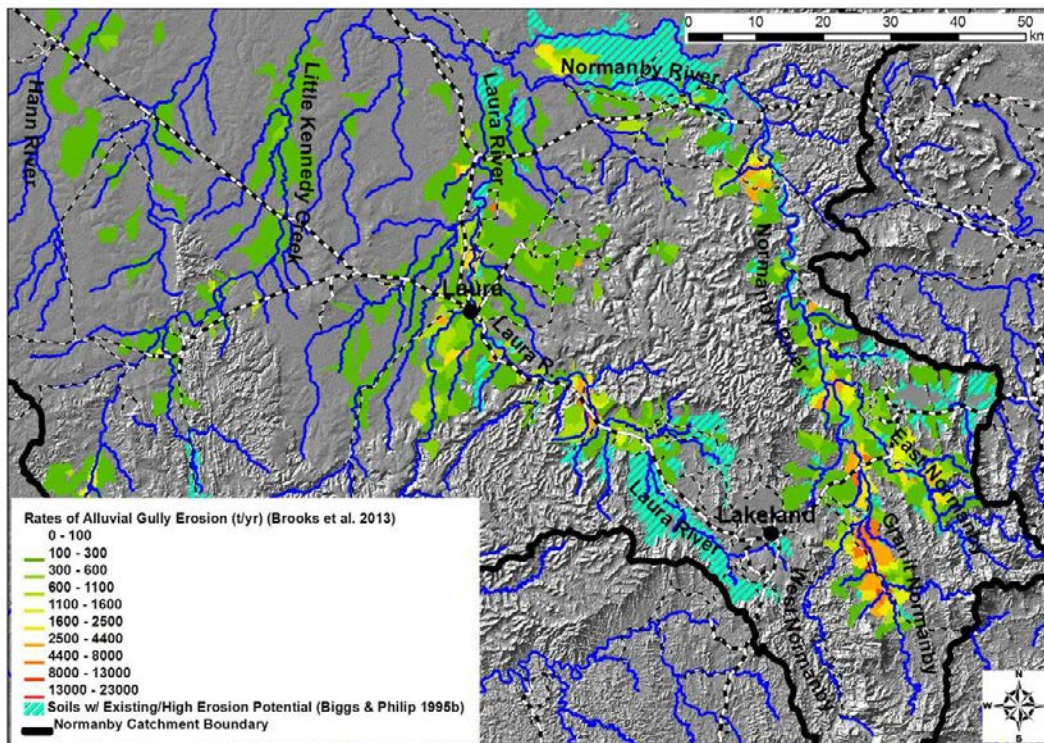 0 10 20 30 40 50
km
Normanby River
Hann River
Little Kennedy Creek
Laura River
Normanby River
Laura
Laura R.
East Normanby
Granit Normanby
Laura River
Lakeland
West Normanby
Rates of Alluvial Gully Erosion (t/yr) (Brooks et al. 2013)
0 - 100
100 - 300
300 - 600
600 - 1100
1100 - 1600
1600 - 2500
2500 - 4400
4400 - 8000
8000 - 13000
13000 - 23000
Soils w/ Existing/High Erosion Potential (Biggs & Philip 1995b)
Normanby Catchment Boundary
N
W E
S